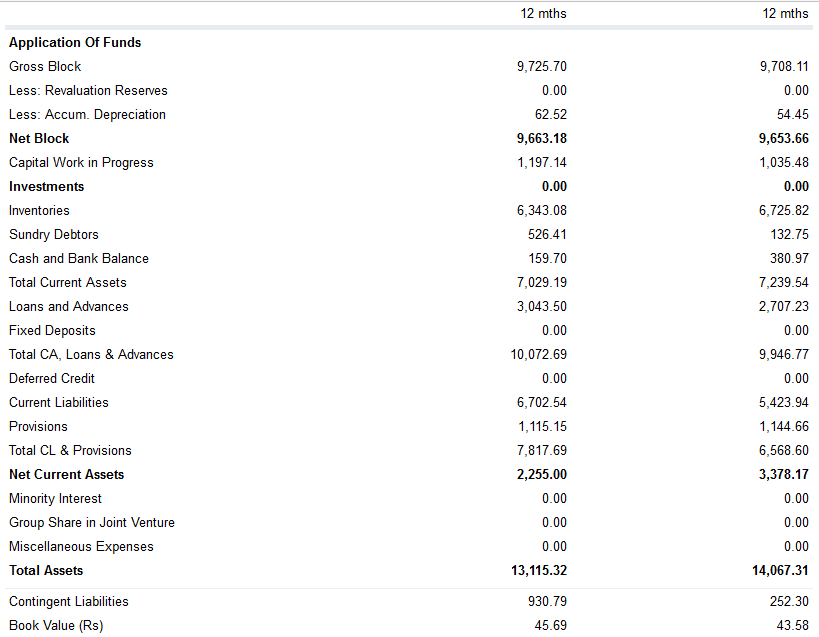 12 mths 12 mths
Application Of Funds
Gross Block 9,725.70 9,708.11
Less: Revaluation Reserves 0.00 0.00
Less: Accum. Depreciation 62.52 54.45
Net Block 9,663.18 9,653.66
Capital Work in Progress 1,197.14 1,035.48
Investments 0.00 0.00
Inventories 6,343.08 6,725.82
Sundry Debtors 526.41 132.75
Cash and Bank Balance 159.70 380.97
Total Current Assets 7,029.19 7,239.54
Loans and Advances 3,043.50 2,707.23
Fixed Deposits 0.00 0.00
Total CA, Loans & Advances 10,072.69 9,946.77
Deferred Credit 0.00 0.00
Current Liabilities 6,702.54 5,423.94
Provisions 1,115.15 1,144.66
Total CL & Provisions 7,817.69 6,568.60
Net Current Assets 2,255.00 3,378.17
Minority Interest 0.00 0.00
Group Share in Joint Venture 0.00 0.00
Miscellaneous Expenses 0.00 0.00
Total Assets 13,115.32 14,067.31
Contingent Liabilities 930.79 252.30
Book Value (Rs) 45.69 43.58